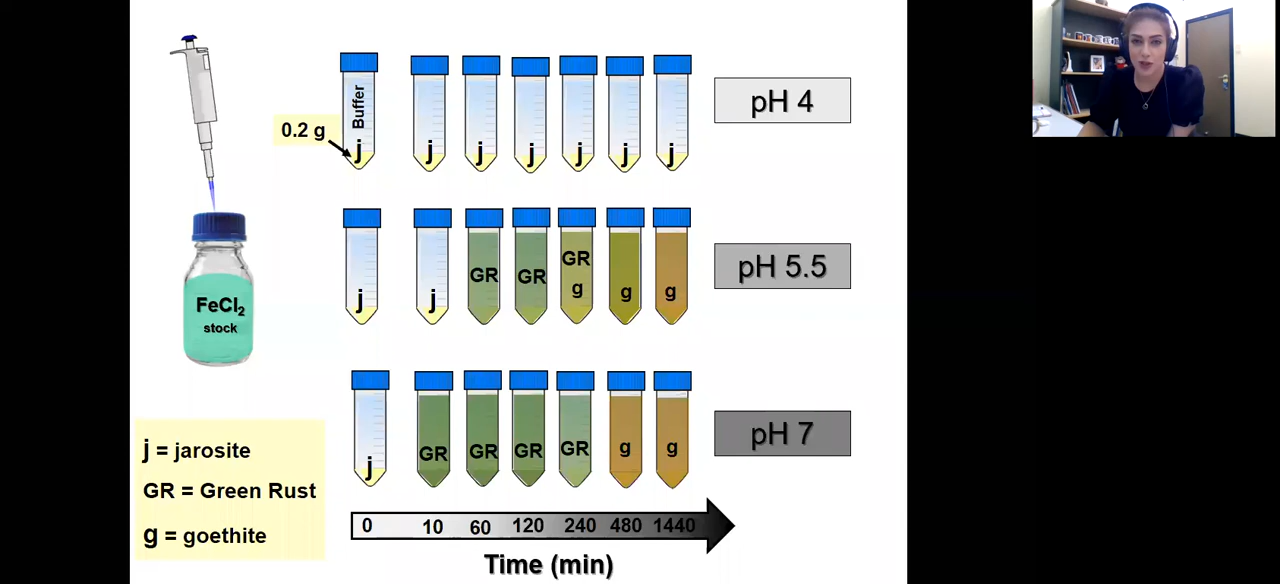 Buffer
0.2 g
j
j
j
j
j
j
j
pH 4
j
j
GR
GR
GR
g
g
g
pH 5.5
FeCl₂
stock
j
GR
GR
GR
GR
g
g
pH 7
j = jarosite
GR = Green Rust
g = goethite
0 10 60 120 240 480 1440
Time (min)